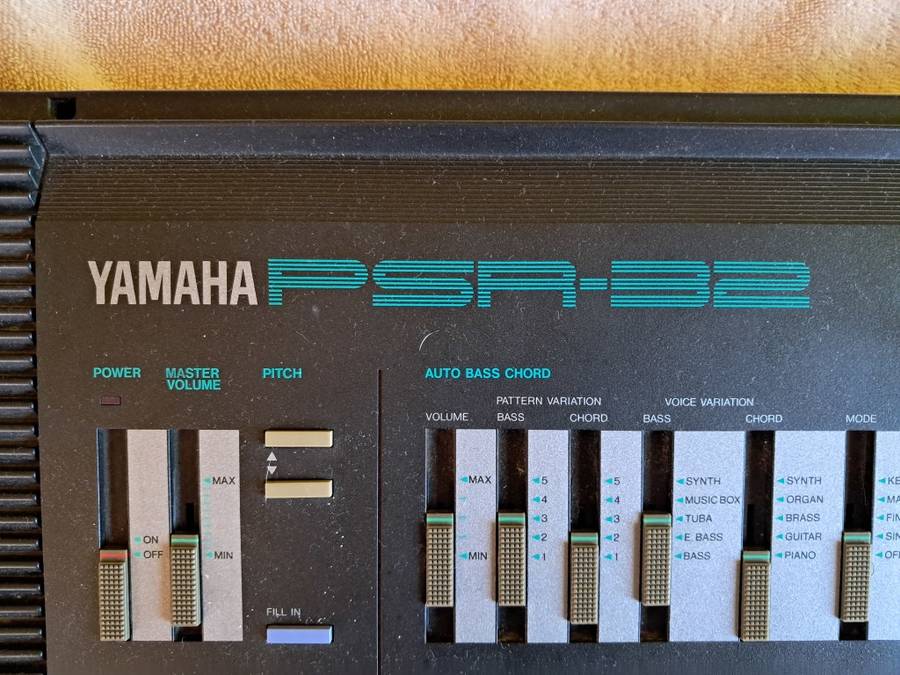 YAMAHA PSR-32
POWER
MASTER
VOLUME
PITCH
AUTO BASS CHORD
PATTERN VARIATION
VOICE VARIATION
VOLUME
BASS
CHORD
BASS
CHORD
MODE
MAX
ON
OFF
MIN
FILL IN
MAX
MIN
5
4
3
2
1
5
4
3
2
1
SYNTH
MUSIC BOX
TUBA
E. BASS
BASS
SYNTH
ORGAN
BRASS
GUITAR
PIANO